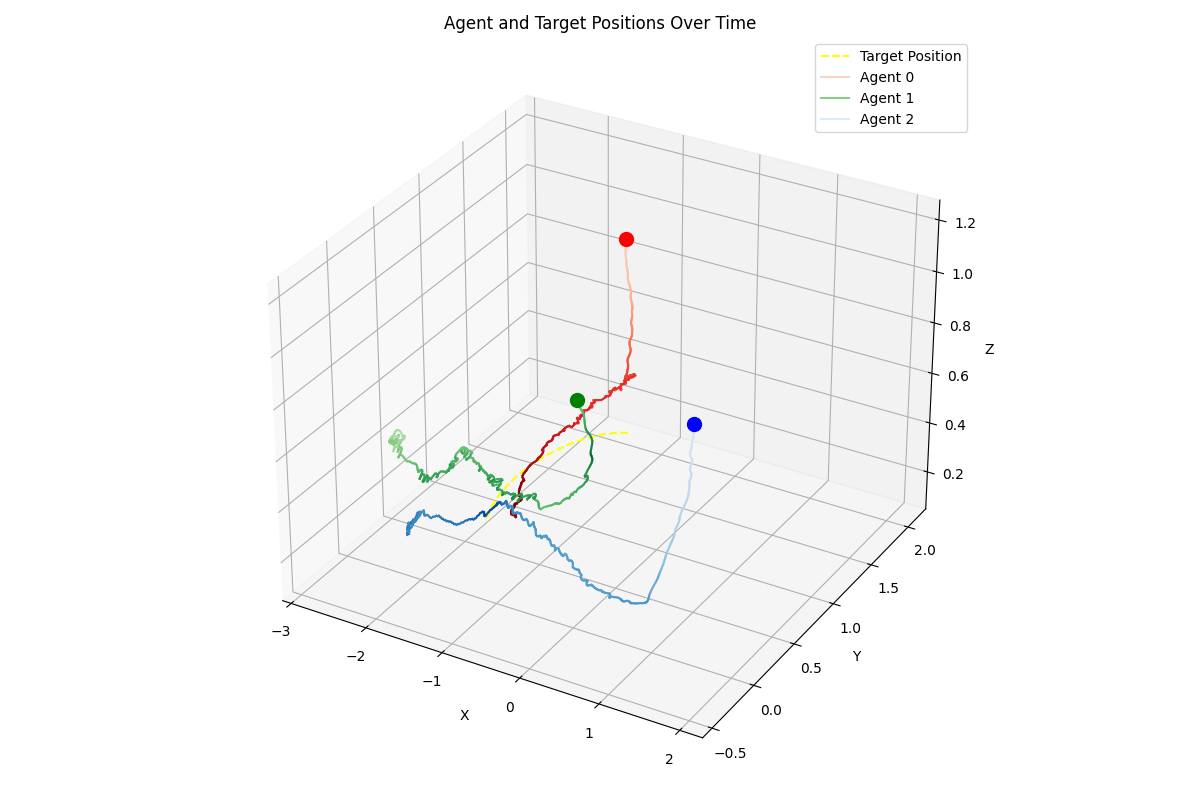 Agent and Target Positions Over Time
Target Position
Agent 0
Agent 1
Agent 2
1.2
1.0
0.8
0.6
0.4
0.2
Z
2.0
1.5
1.0
0.5
0.0
−0.5
Y
−3
−2
−1
0
1
2
X